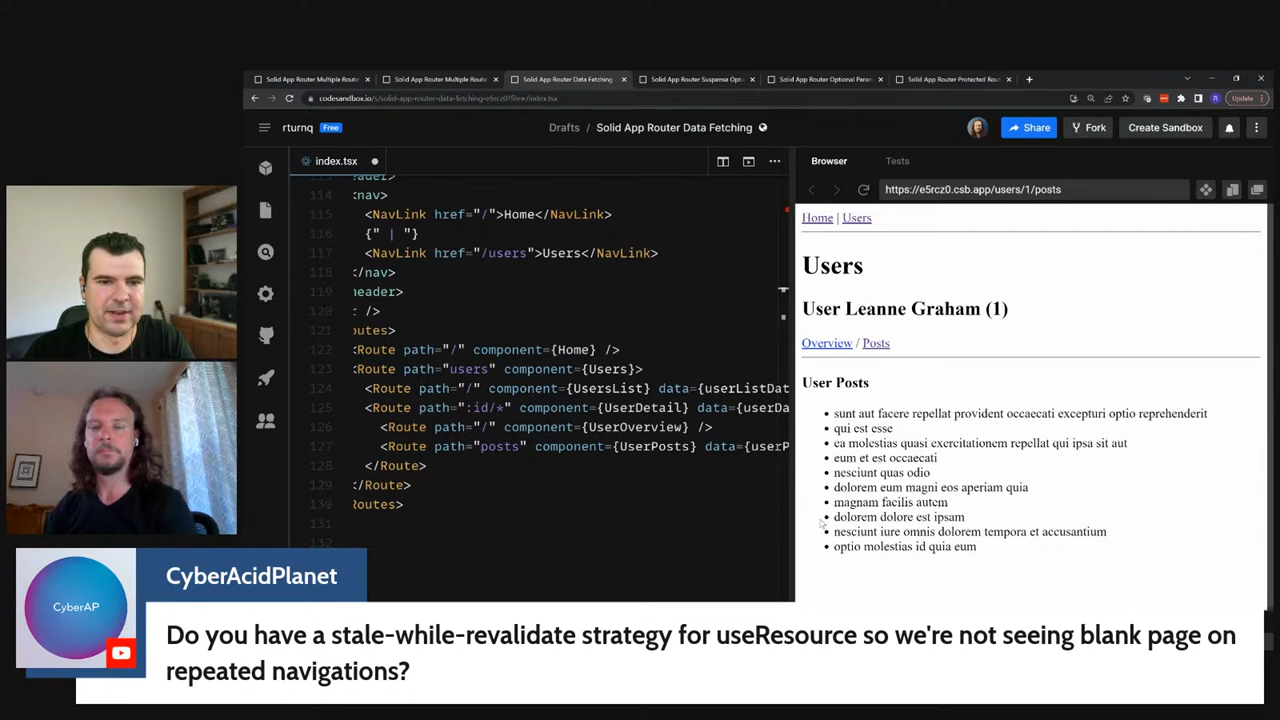 Solid App Router Multiple Route
Solid App Router Multiple Route
Solid App Router Data Fetching
Solid App Router Suspense Opti
Solid App Router Optional Param
Solid App Router Protected Rout
codesandbox.io/s/solid-app-router-data-fetching-e5rcz0?file=/index.tsx
Update
rturnq Free
Drafts / Solid App Router Data Fetching
Share
Fork
Create Sandbox
index.tsx
Browser
Tests
https://e5rcz0.csb.app/users/1/posts
113 header>
114 <nav>
115 <NavLink href="/">Home</NavLink>
116 {" | "}
117 <NavLink href="/users">Users</NavLink>
118 </nav>
119 header>
120 r />
121 outes>
122 <Route path="/" component={Home} />
123 <Route path="users" component={Users}>
124 <Route path="/" component={UsersList} data={userListDat
125 <Route path=":id/*" component={UserDetail} data={userDa
126 <Route path="/" component={UserOverview} />
127 <Route path="posts" component={UserPosts} data={userP
128 </Route>
129 </Route>
130 Routes>
131
132
Home | Users
Users
User Leanne Graham (1)
Overview / Posts
User Posts
sunt aut facere repellat provident occaecati excepturi optio reprehenderit
qui est esse
ea molestias quasi exercitationem repellat qui ipsa sit aut
eum et est occaecati
nesciunt quas odio
dolorem eum magni eos aperiam quia
magnam facilis autem
dolorem dolore est ipsam
nesciunt iure omnis dolorem tempora et accusantium
optio molestias id quia eum
CyberAP
CyberAcidPlanet
Do you have a stale-while-revalidate strategy for useResource so we're not seeing blank page on
repeated navigations?